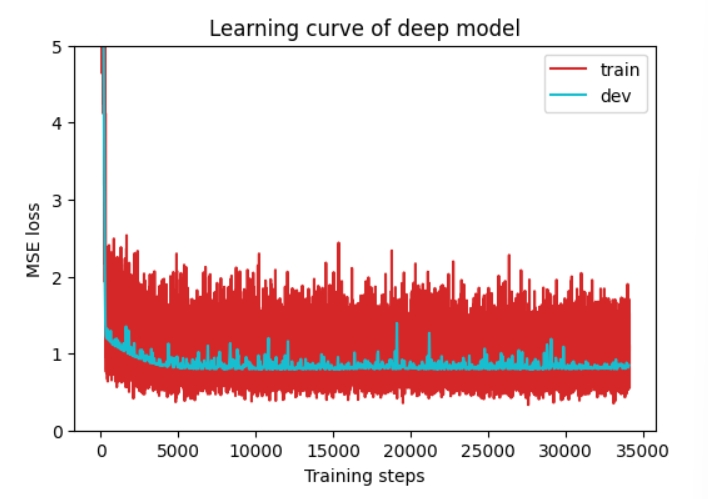 Learning curve of deep model
5
train
dev
4
3
MSE loss
2
1
0
0 5000 10000 15000 20000 25000 30000 35000
Training steps